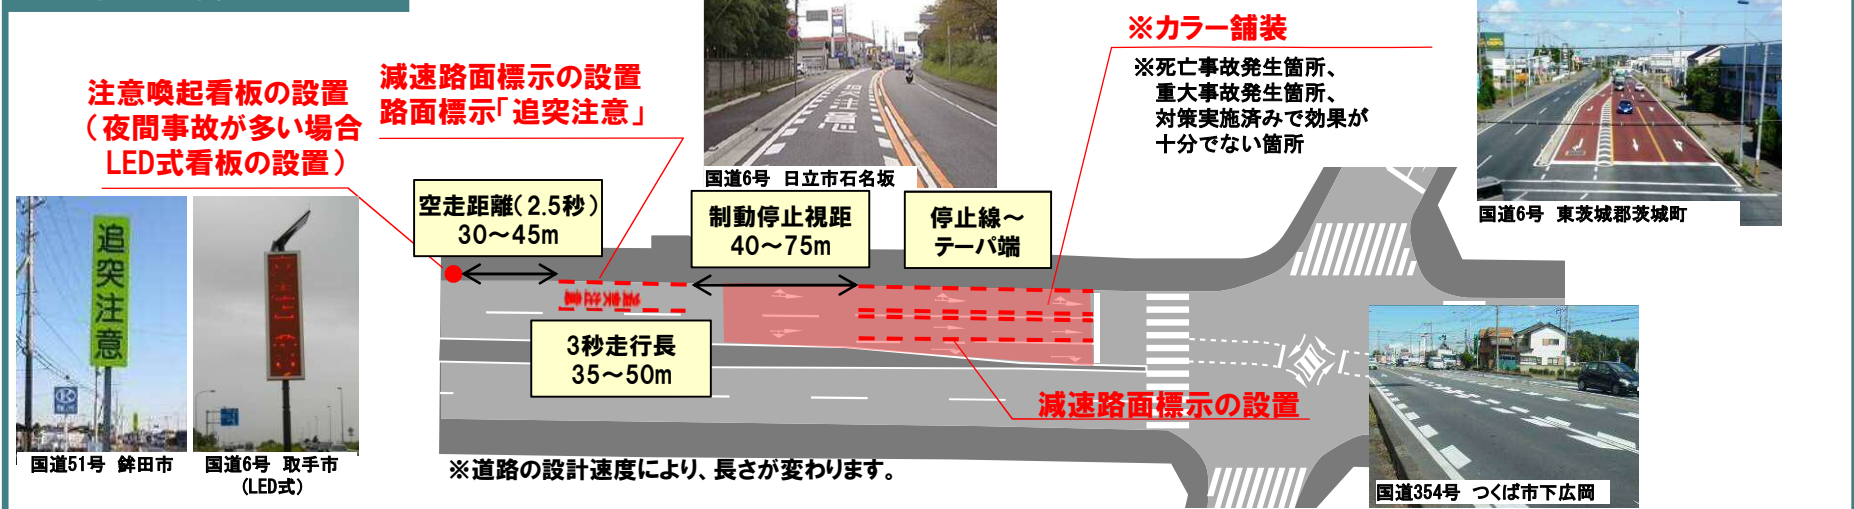 注意喚起看板の設置
（夜間事故が多い場合
LED式看板の設置）
減速路面標示の設置
路面標示「追突注意」
国道6号 日立市石名坂
※カラー舗装
※死亡事故発生箇所、
重大事故発生箇所、
対策実施済みで効果が
十分でない箇所
国道6号 東茨城郡茨城町
追突注意
国道51号 鉾田市
国道6号 取手市
(LED式)
空走距離(2.5秒)
30～45m
制動停止視距
40～75m
停止線～
テーパ端
追突注意
3秒走行長
35～50m
減速路面標示の設置
※道路の設計速度により、長さが変わります。
国道354号 つくば市下広岡